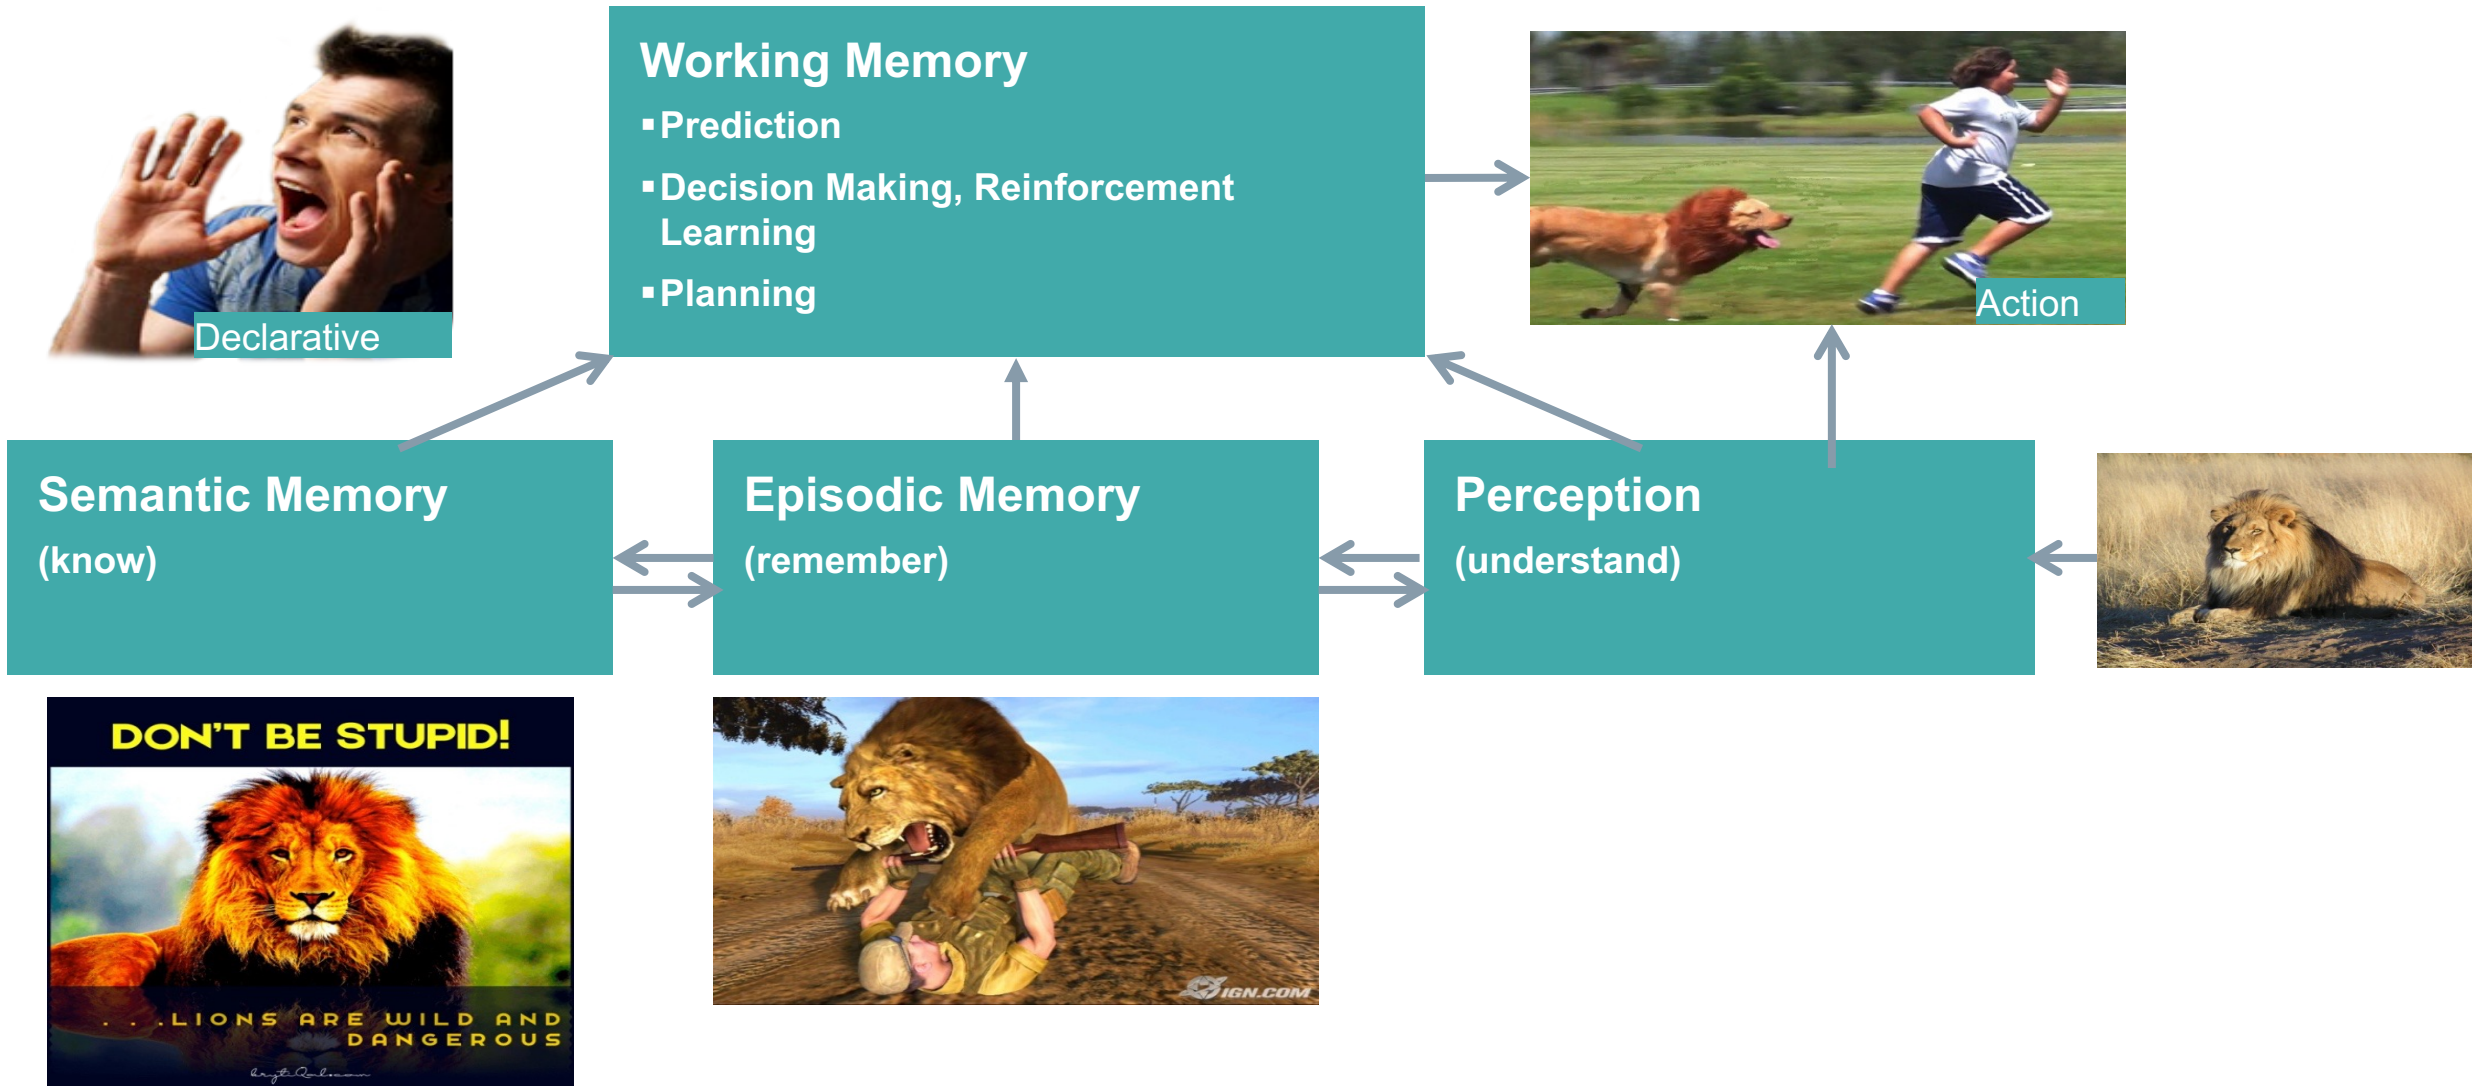 Working Memory
▪Prediction
▪Decision Making, Reinforcement
Learning
▪Planning
Declarative
Action
Semantic Memory
(know)
Episodic Memory
(remember)
Perception
(understand)
DON'T BE STUPID!
. . .LIONS ARE WILD AND
DANGEROUS
IGN.COM